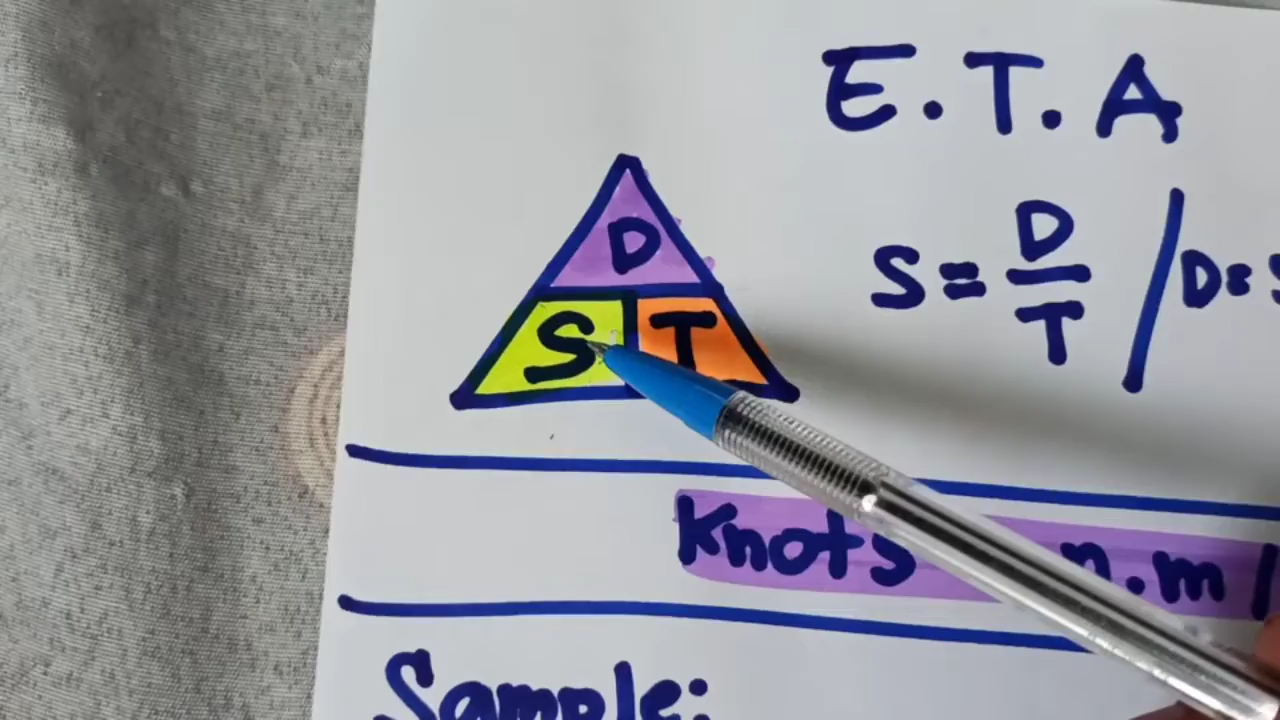 E.T.A
D
S T
S = D/T / D=
Knots n.m/
Sample: